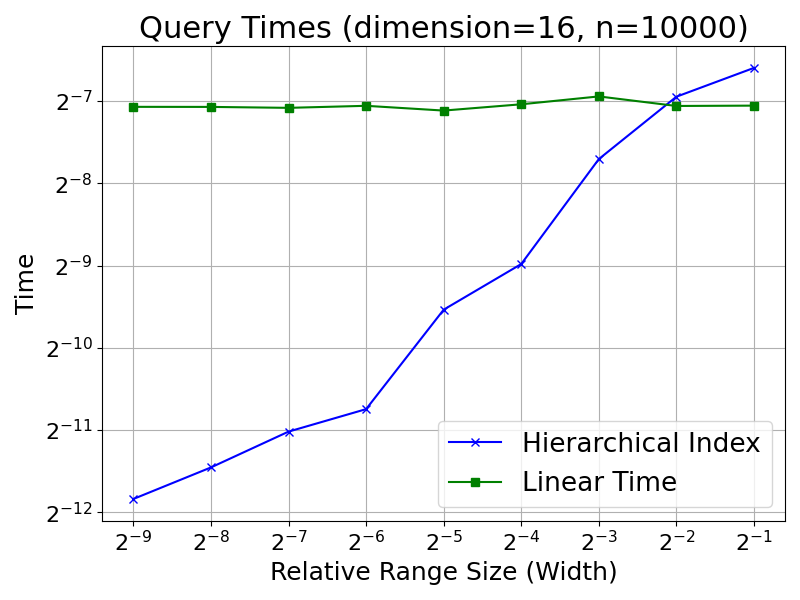 Query Times (dimension=16, n=10000)
Time
2⁻⁷
2⁻⁸
2⁻⁹
2⁻¹⁰
2⁻¹¹
2⁻¹²
Hierarchical Index
Linear Time
2⁻⁹ 2⁻⁸ 2⁻⁷ 2⁻⁶ 2⁻⁵ 2⁻⁴ 2⁻³ 2⁻² 2⁻¹
Relative Range Size (Width)